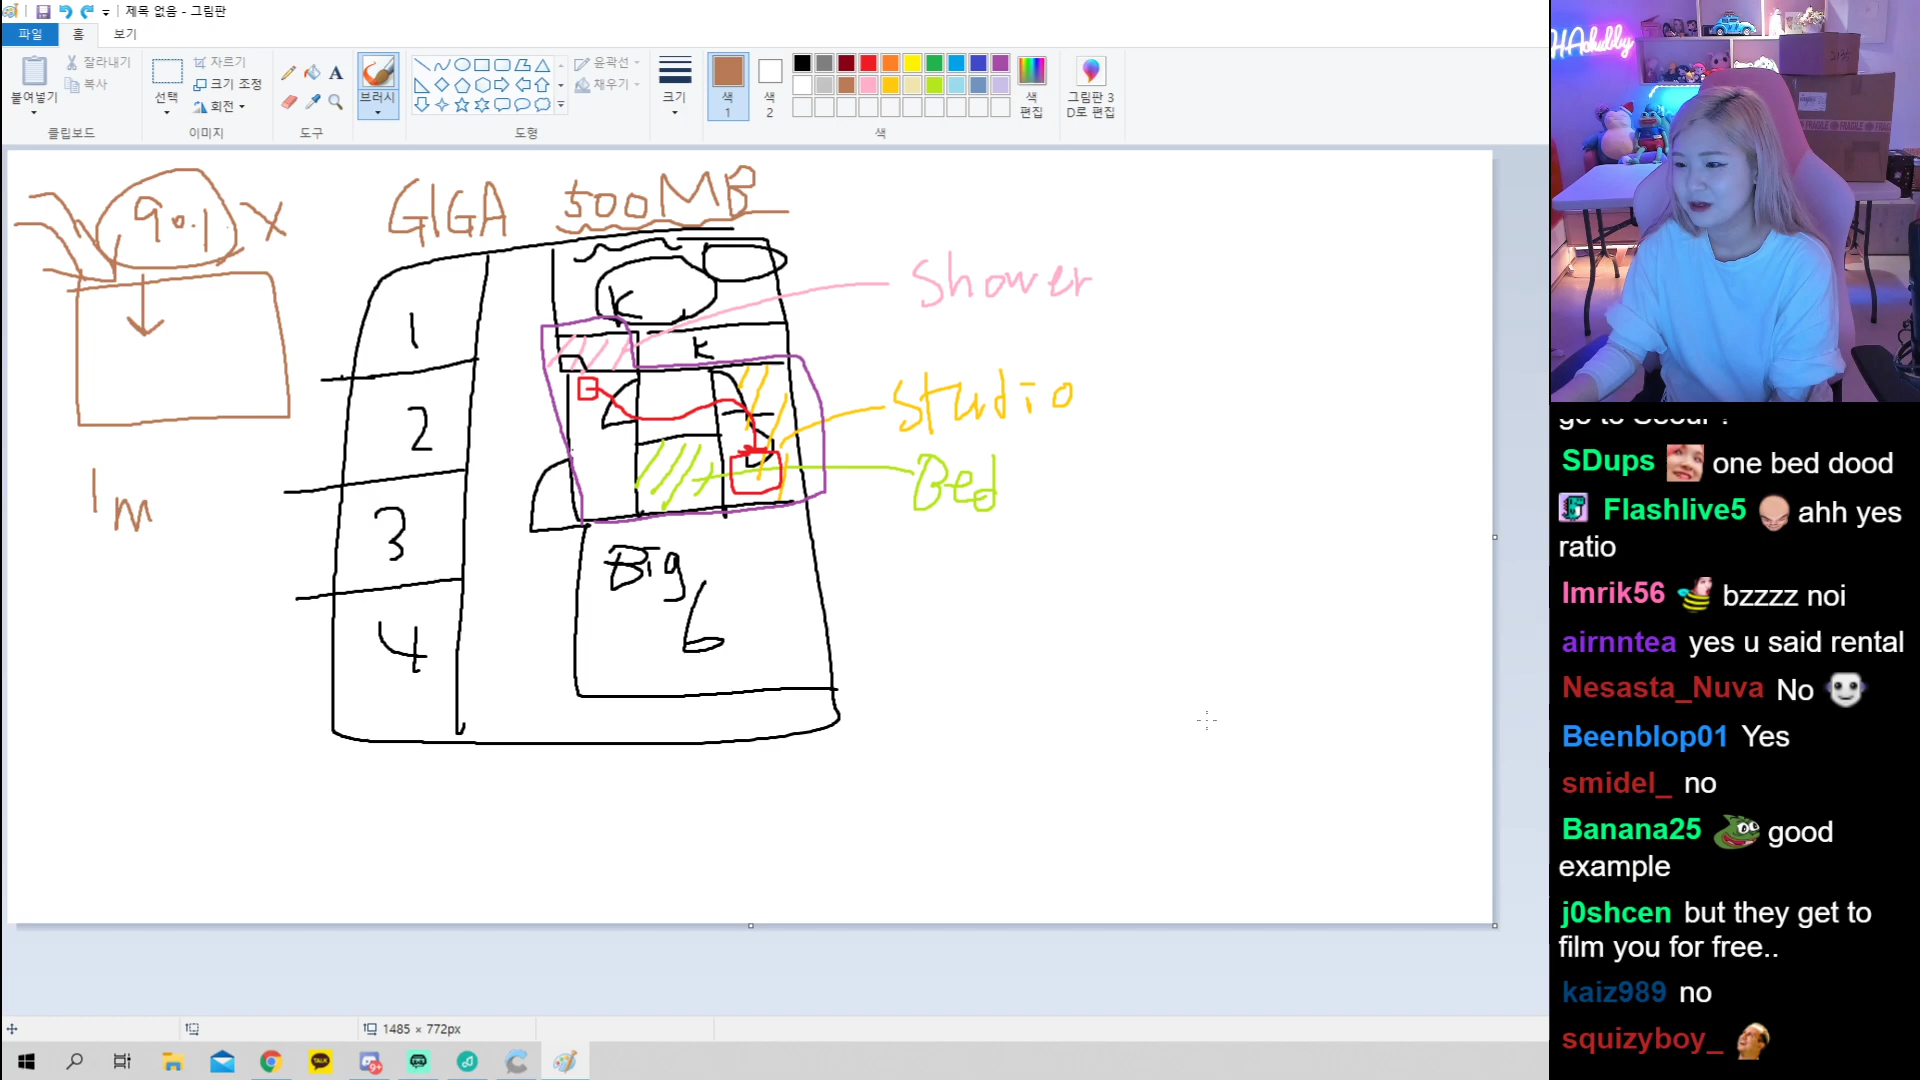 제목 없음 - 그림판
파일 홈 보기
붙여넣기
잘라내기
복사
클립보드
선택
자르기
크기 조정
회전
이미지
A
도구
브러시
도형
윤곽선
채우기
크기
색
1
색
2
색
색
편집
그림판 3
D로 편집
90.1 X
GIGA 500MB
Shower
K
1
K
2
Studio
Bed
1m
3
Big
6
4
1485 × 772px
TALK
9+
HAchubby
FRAGILE FRAGILE
SDups one bed dood
Flashlive5 ahh yes
ratio
Imrik56 bzzzz noi
airnntea yes u said rental
Nesasta_Nuva No
Beenblop01 Yes
smidel_ no
Banana25 good
example
j0shcen but they get to
film you for free..
kaiz989 no
squizyboy_